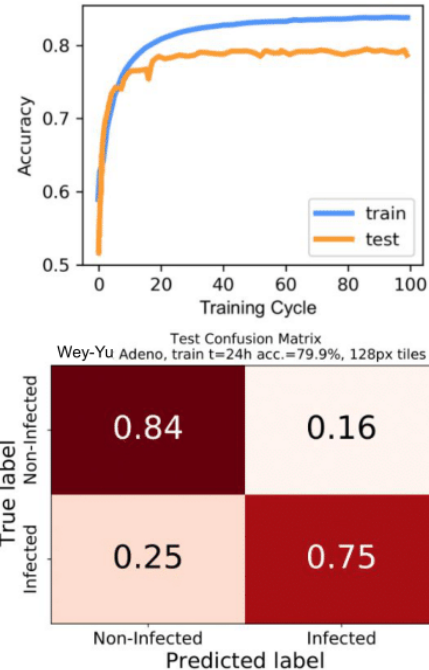 0.8
0.7
0.6
0.5
Accuracy
train
test
0 20 40 60 80 100
Training Cycle
Test Confusion Matrix
Wey-Yu Adeno, train t=24h acc.=79.9%, 128px tiles
True label
Non-Infected
0.84 0.16
Infected
0.25 0.75
Non-Infected Infected
Predicted label